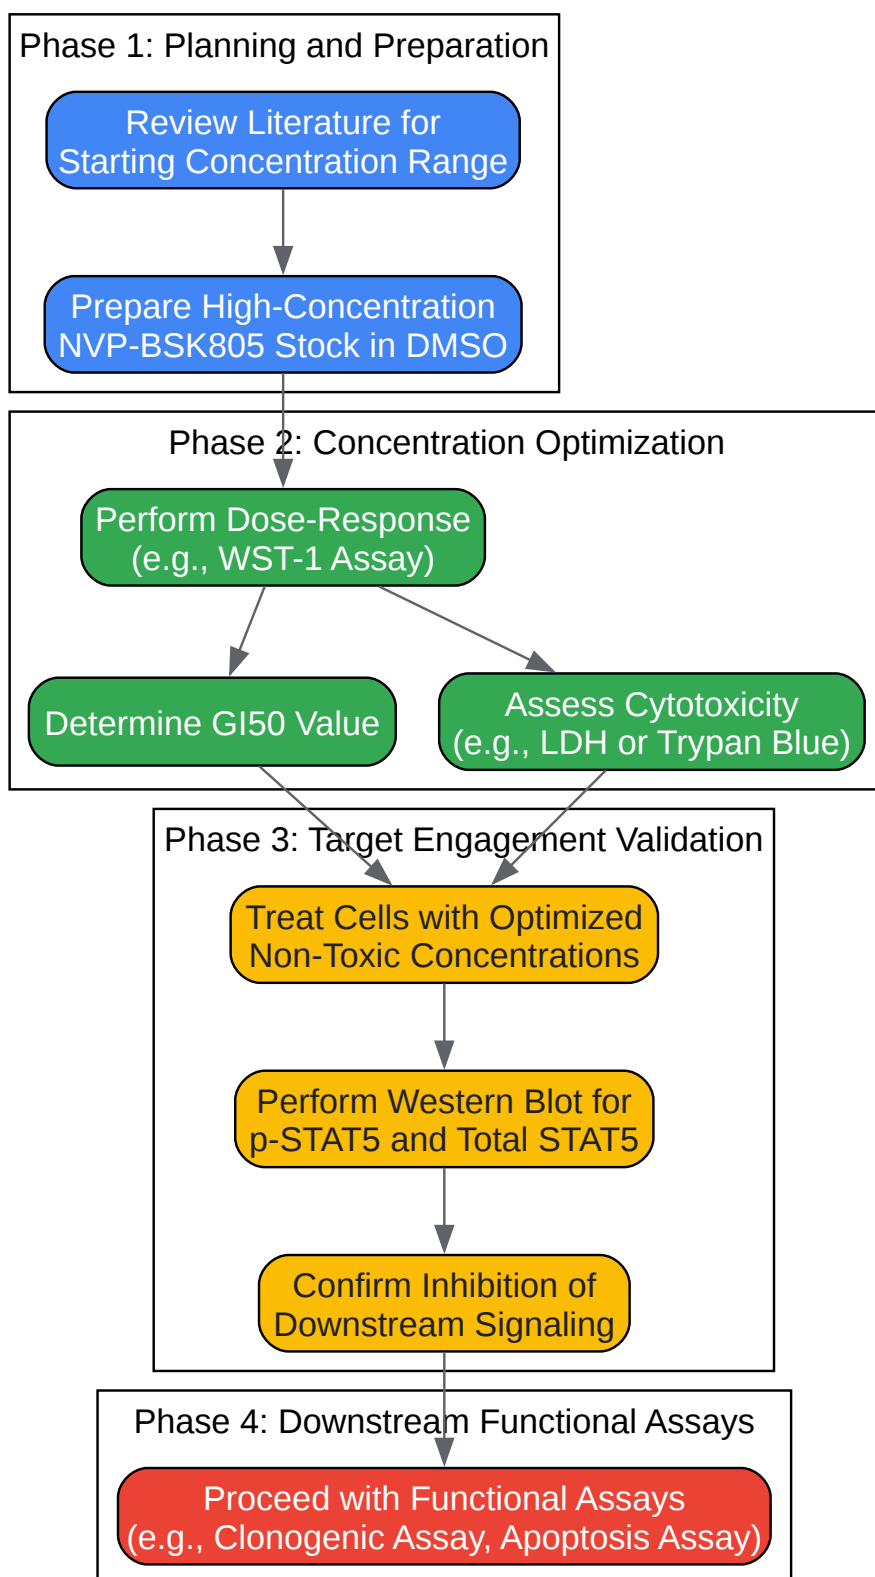 Phase 1: Planning and Preparation
Review Literature for
Starting Concentration Range
Prepare High-Concentration
NVP-BSK805 Stock in DMSO
Phase 2: Concentration Optimization
Perform Dose-Response
(e.g., WST-1 Assay)
Determine GI50 Value
Assess Cytotoxicity
(e.g., LDH or Trypan Blue)
Phase 3: Target Engagement Validation
Treat Cells with Optimized
Non-Toxic Concentrations
Perform Western Blot for
p-STAT5 and Total STAT5
Confirm Inhibition of
Downstream Signaling
Phase 4: Downstream Functional Assays
Proceed with Functional Assays
(e.g., Clonogenic Assay, Apoptosis Assay)